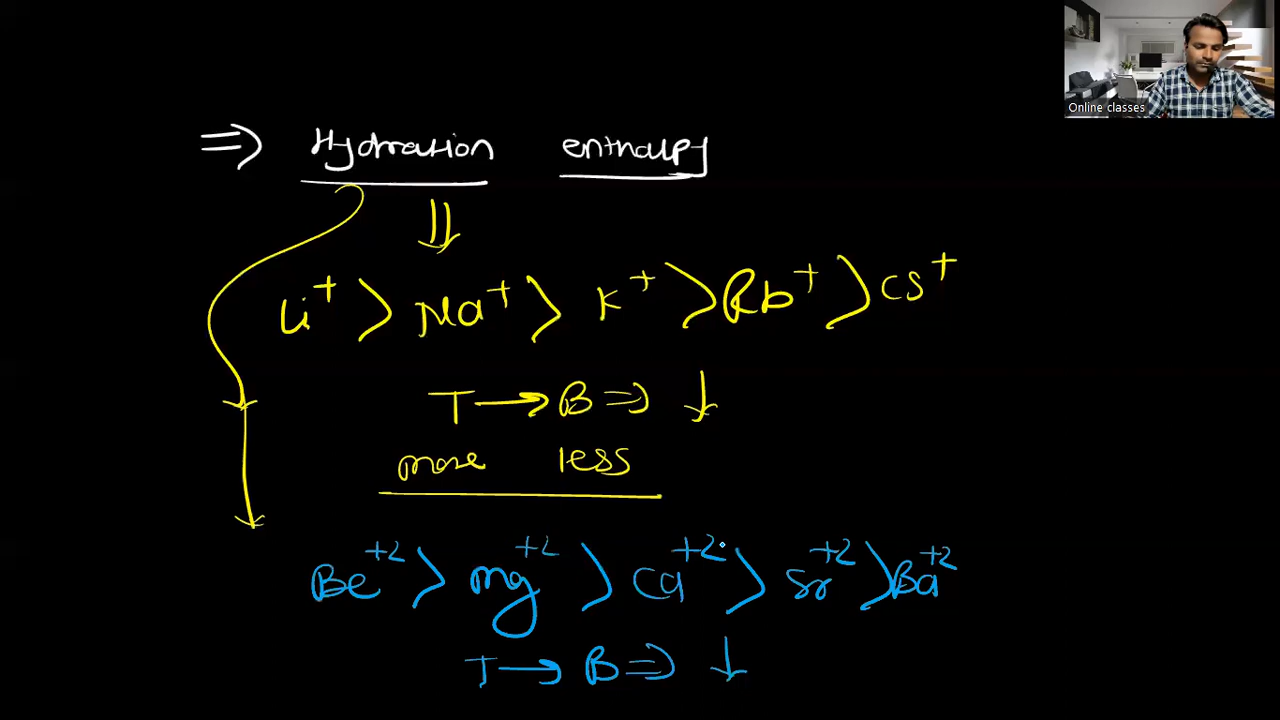 Online classes
⇒ Hydration enthalpy
⇓
Li⁺ > Na⁺ > K⁺ > Rb⁺ > Cs⁺
T → B ⇒ ↓
more less
Be⁺² > mg⁺² > Ca⁺² > Sr⁺² > Ba⁺²
T → B ⇒ ↓